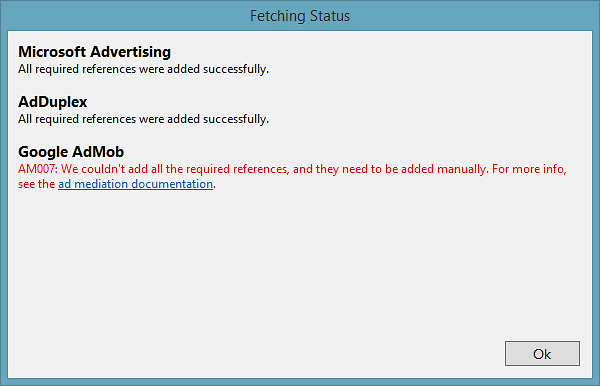 Fetching Status
Microsoft Advertising
All required references were added successfully.
AdDuplex
All required references were added successfully.
Google AdMob
AM007: We couldn't add all the required references, and they need to be added manually. For more info,
see the ad mediation documentation.
Ok